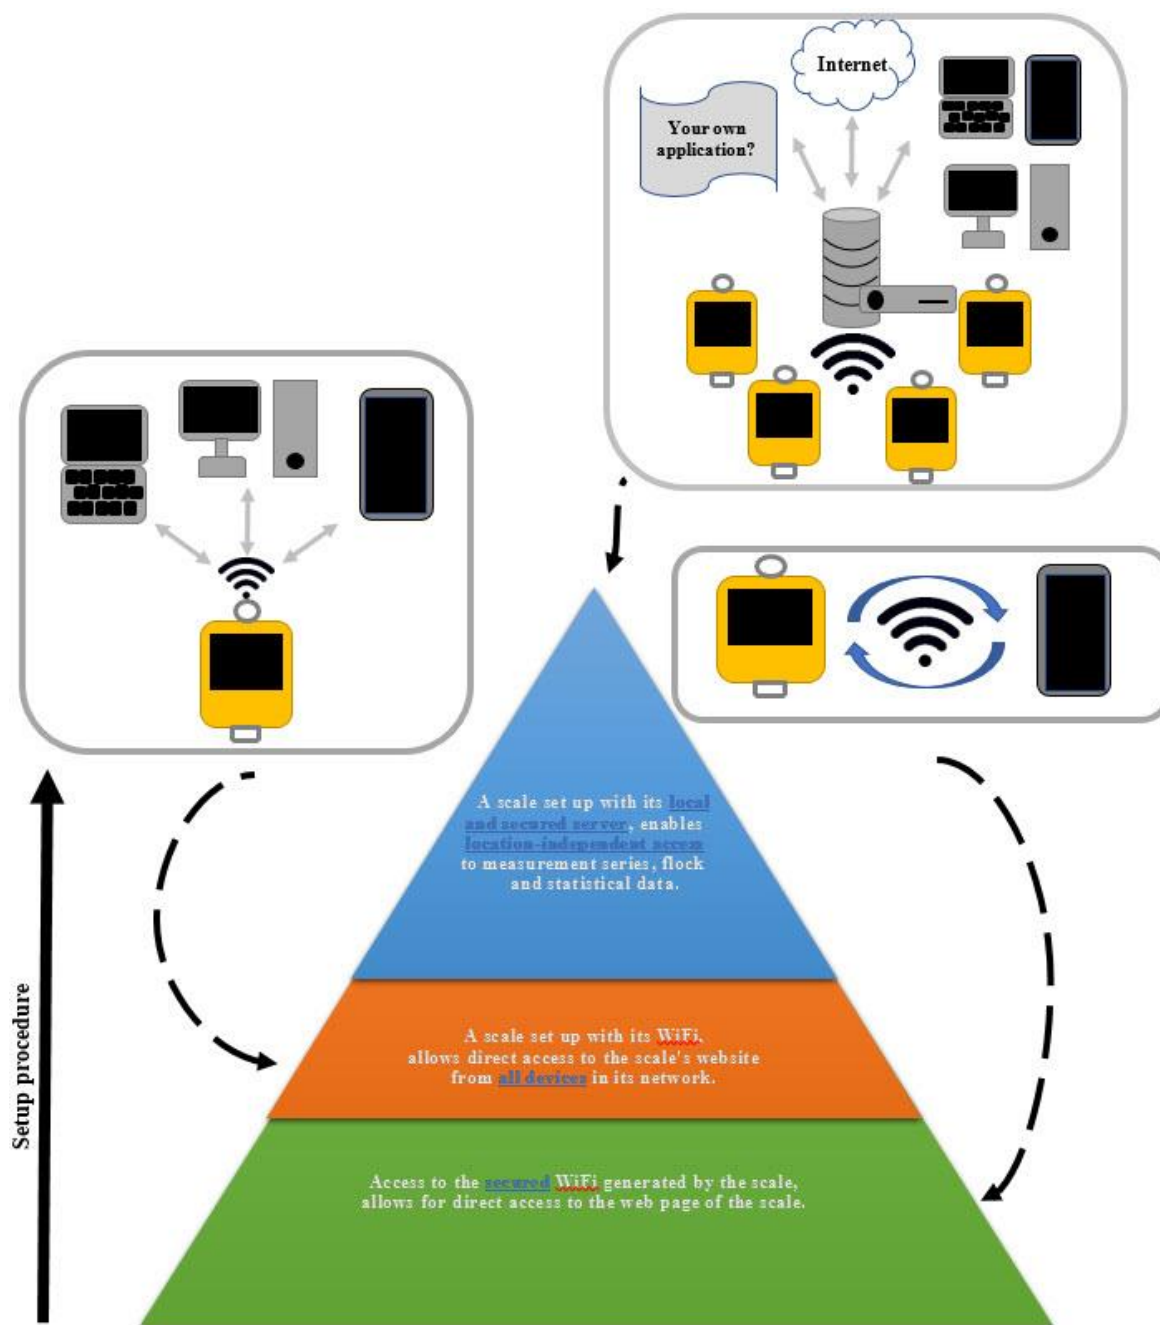 Internet
Your own
application?
A scale set up with its local
and secured server, enables
location-independent access
to measurement series, flock
and statistical data.
A scale set up with its WiFi,
allows direct access to the scale's website
from all devices in its network.
Access to the secured WiFi generated by the scale,
allows for direct access to the web page of the scale.
Setup procedure